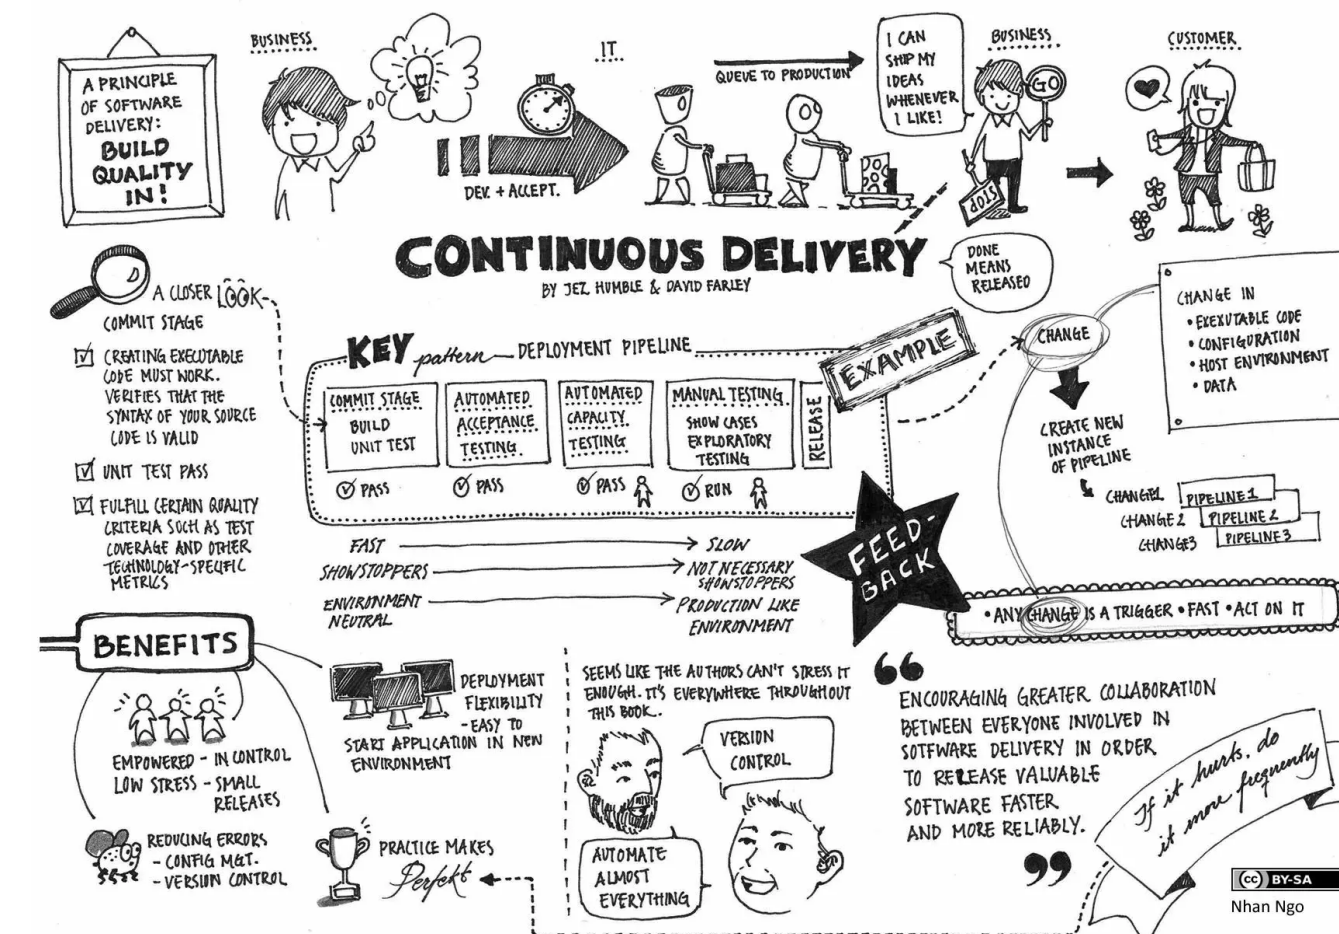 A PRINCIPLE
OF SOFTWARE
DELIVERY:
BUILD
QUALITY
IN!
BUSINESS
IT
DEV. + ACCEPT.
QUEUE TO PRODUCTION
I CAN
SHIP MY
IDEAS
WHENEVER
I LIKE!
BUSINESS
GO
STOP
CUSTOMER
CONTINUOUS DELIVERY
BY JEZ HUMBLE & DAVID FARLEY
DONE
MEANS
RELEASED
A CLOSER LOOK
COMMIT STAGE
CREATING EXECUTABLE
CODE MUST WORK.
VERIFIES THAT THE
SYNTAX OF YOUR SOURCE
CODE IS VALID
UNIT TEST PASS
FULFILL CERTAIN QUALITY
CRITERIA SUCH AS TEST
COVERAGE AND OTHER
TECHNOLOGY-SPECIFIC
METRICS
KEY pattern DEPLOYMENT PIPELINE
EXAMPLE
COMMIT STAGE
BUILD
UNIT TEST
PASS
AUTOMATED
ACCEPTANCE
TESTING
PASS
AUTOMATED
CAPACITY
TESTING
PASS
MANUAL TESTING
SHOW CASES
EXPLORATORY
TESTING
RUN
RELEASE
FAST SLOW
SHOWSTOPPERS NOT NECESSARY
SHOWSTOPPERS
ENVIRONMENT
NEUTRAL
PRODUCTION LIKE
ENVIRONMENT
FEED-
BACK
CHANGE
CHANGE IN
• EXEXUTABLE CODE
• CONFIGURATION
• HOST ENVIRONMENT
• DATA
CREATE NEW
INSTANCE
OF PIPELINE
CHANGE1 PIPELINE 1
CHANGE 2 PIPELINE 2
CHANGE3 PIPELINE 3
• ANY CHANGE IS A TRIGGER • FAST • ACT ON IT
BENEFITS
EMPOWERED - IN CONTROL
LOW STRESS - SMALL
RELEASES
REDUCING ERRORS
- CONFIG MGT.
- VERSION CONTROL
DEPLOYMENT
FLEXIBILITY
- EASY TO
START APPLICATION IN NEW
ENVIRONMENT
PRACTICE MAKES
Perfekt
SEEMS LIKE THE AUTHORS CAN'T STRESS IT
ENOUGH. IT'S EVERYWHERE THROUGHOUT
THIS BOOK.
VERSION
CONTROL
AUTOMATE
ALMOST
EVERYTHING
“
ENCOURAGING GREATER COLLABORATION
BETWEEN EVERYONE INVOLVED IN
SOFTWARE DELIVERY IN ORDER
TO RELEASE VALUABLE
SOFTWARE FASTER
AND MORE RELIABLY.
”
If it hurts, do
it more frequently
cc BY-SA
Nhan Ngo